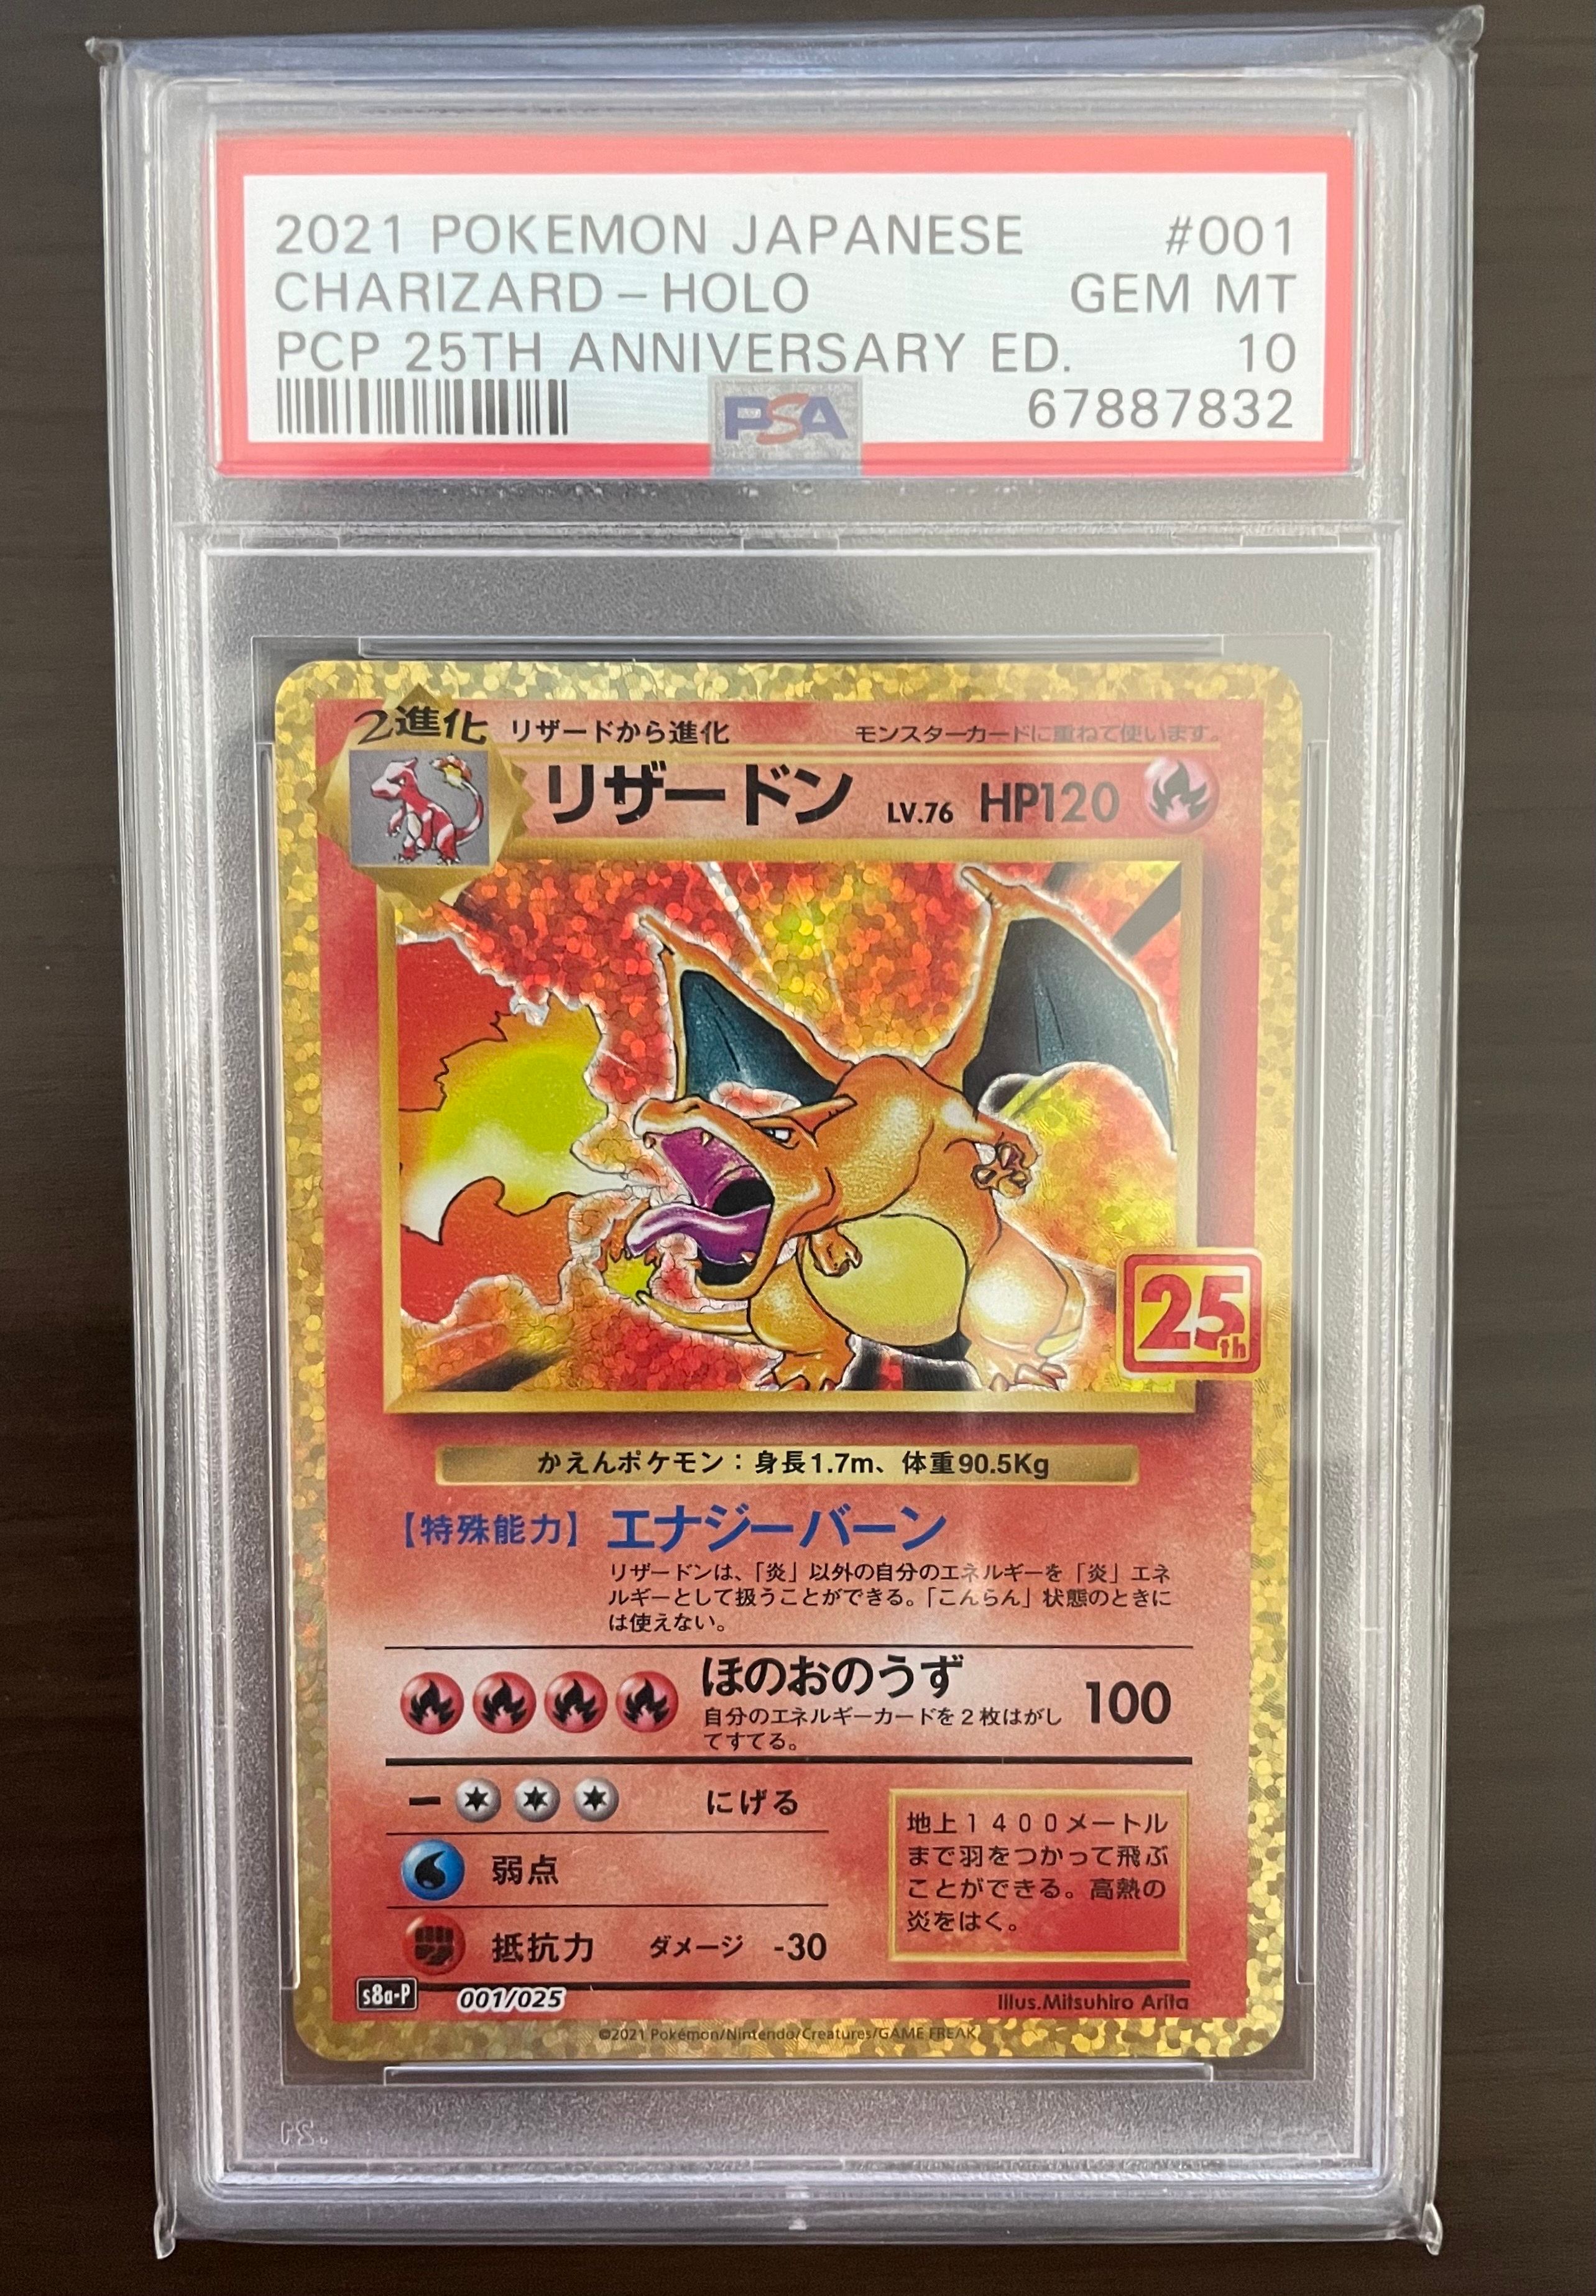 2021 POKEMON JAPANESE #001
CHARIZARD – HOLO GEM MT
PCP 25TH ANNIVERSARY ED. 10
PSA 67887832
2進化 リザードから進化 モンスターカードに重ねて使います。
リザードン LV.76 HP120
25th
かえんポケモン：身長1.7m、体重90.5Kg
【特殊能力】 エナジーバーン
リザードンは、「炎」以外の自分のエネルギーを「炎」エネ
ルギーとして扱うことができる。「こんらん」状態のときに
は使えない。
ほのおのうず 100
自分のエネルギーカードを2枚はがし
てすてる。
ー にげる
弱点
抵抗力 ダメージ -30
地上1400メートル
まで羽をつかって飛ぶ
ことができる。高熱の
炎をはく。
s8a-P 001/025 Illus.Mitsuhiro Arita
©2021 Pokémon/Nintendo/Creatures/GAME FREAK